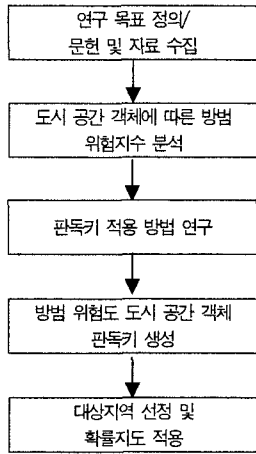 연구 목표 정의/
문헌 및 자료 수집
도시 공간 객체에 따른 방범
위험지수 분석
판독키 적용 방법 연구
방범 위험도 도시 공간 객체
판독키 생성
대상지역 선정 및
확률지도 적용